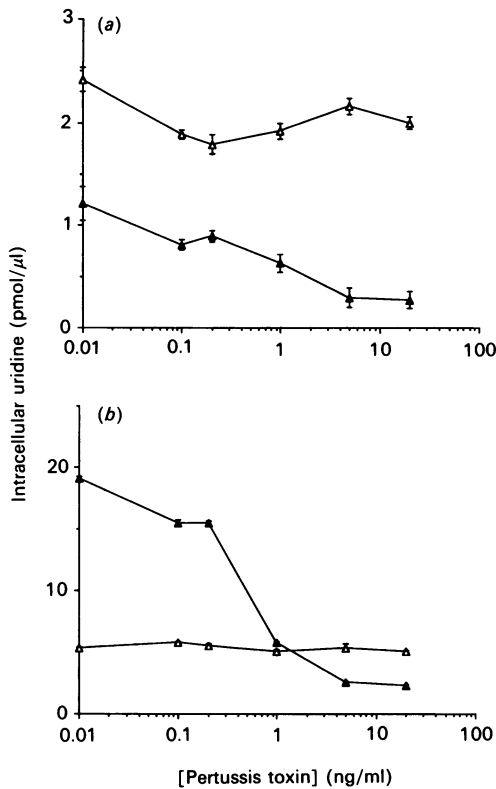 (a)
3
2
1
0
0.01 0.1 1 10 100
Intracellular uridine (pmol/µl)
(b)
20
10
0
0.01 0.1 1 10 100
[Pertussis toxin] (ng/ml)